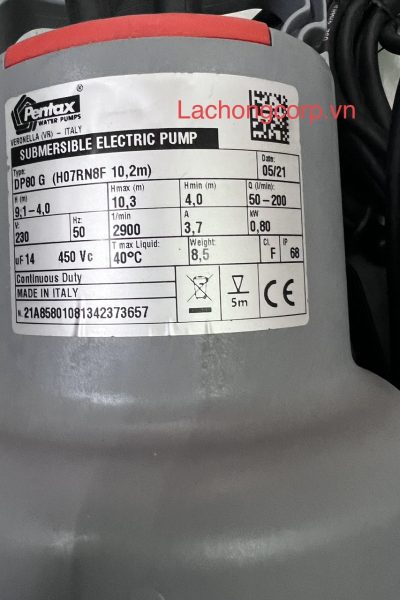 Pentax
WATER PUMPS
VERONELLA (VR) - ITALY
Lachongcorp.vn
SUBMERSIBLE ELECTRIC PUMP
Type: Date:
DP80 G (H07RN8F 10,2m) 05/21
H (m) Hmax (m) Hmin (m) Q. (l/min):
9,1-4,0 10,3 4,0 50-200
V: Hz: 1/min A kW
230 50 2900 3,7 0,80
uF 14 450 Vc T max Liquid: Weight: Cl. IP
40°C 8,5 F 68
Continuous Duty
MADE IN ITALY
5m
CE
N. 21A85801081342373657